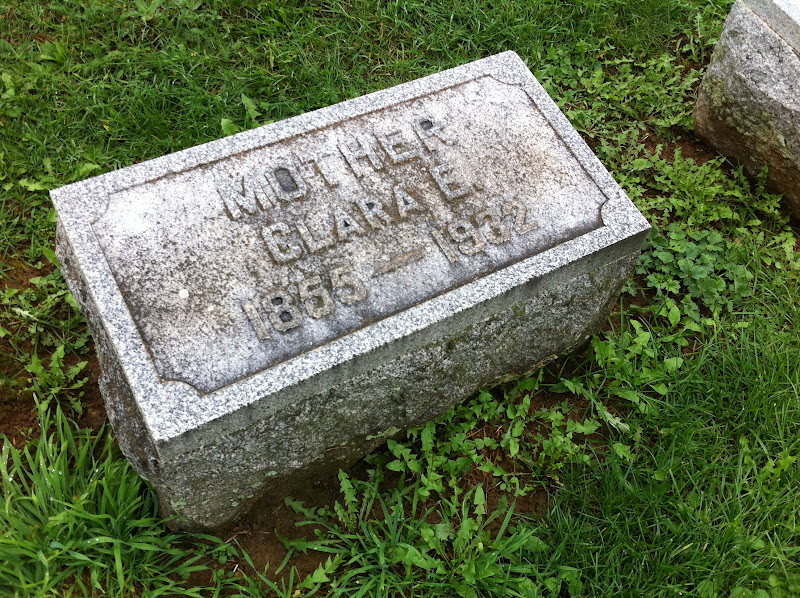 MOTHER
CLARA E.
1855 — 1932